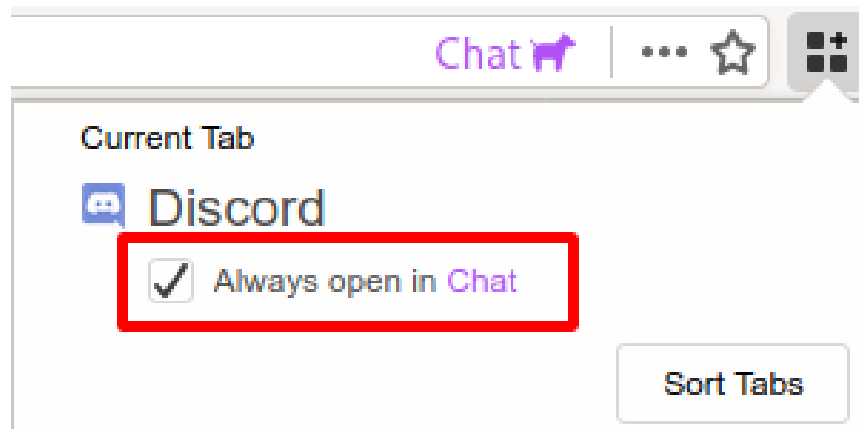 Chat
Current Tab
Discord
Always open in Chat
Sort Tabs